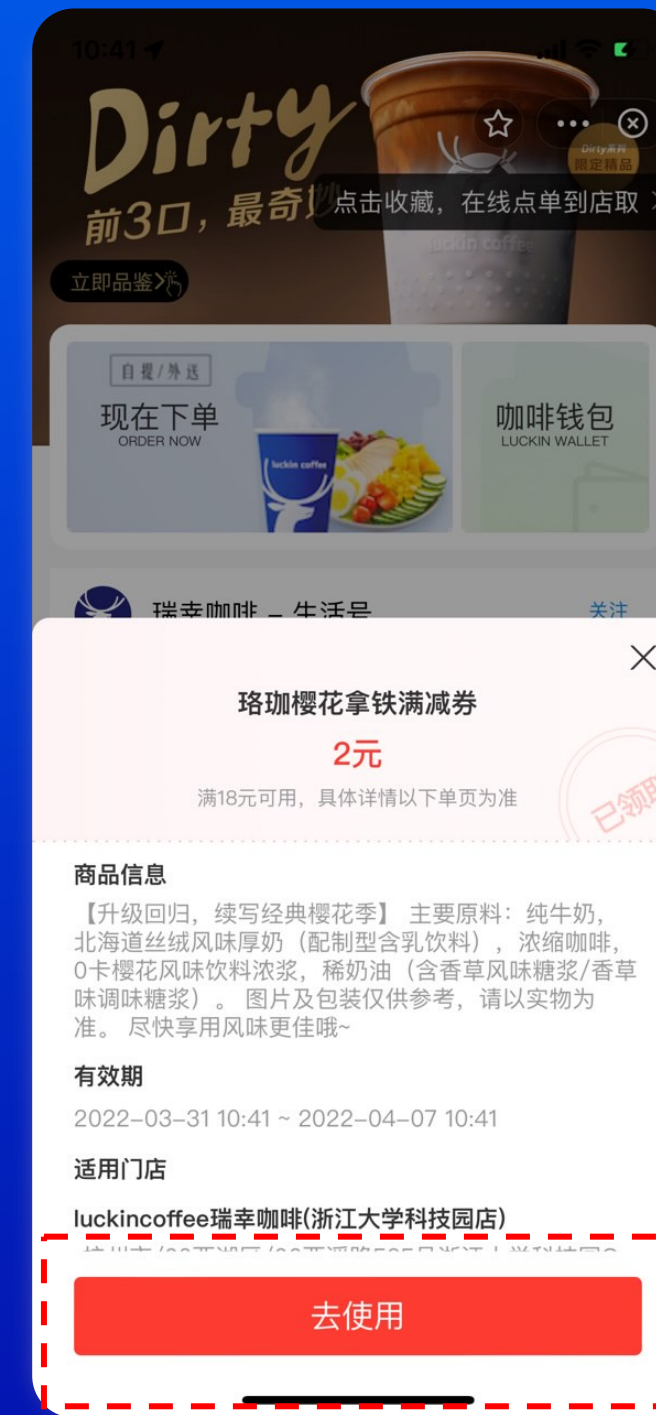 10:41
Dirty
Dirty系列
限定精品
前3口，最奇妙
点击收藏，在线点单到店取
luckin coffee
立即品鉴
自提/外送
现在下单
ORDER NOW
luckin coffee
咖啡钱包
LUCKIN WALLET
瑞幸咖啡 – 生活号
关注
珞珈樱花拿铁满减券
2元
满18元可用，具体详情以下单页为准
已领取
商品信息
【升级回归，续写经典樱花季】 主要原料：纯牛奶，
北海道丝绒风味厚奶（配制型含乳饮料），浓缩咖啡，
0卡樱花风味饮料浓浆，稀奶油（含香草风味糖浆/香草
味调味糖浆）。 图片及包装仅供参考，请以实物为
准。 尽快享用风味更佳哦~
有效期
2022–03–31 10:41 ~ 2022–04–07 10:41
适用门店
luckincoffee瑞幸咖啡(浙江大学科技园店)
去使用